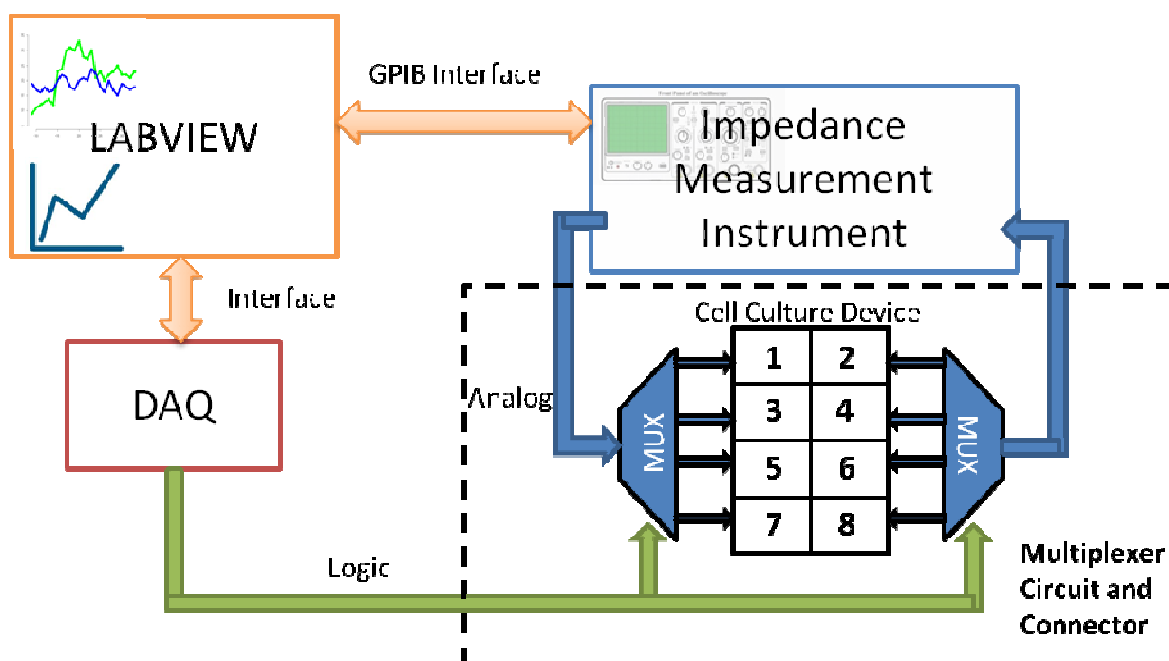 GPIB Interface
LABVIEW
Impedance
Measurement
Instrument
Interface
Cell Culture Device
DAQ
Analog
MUX
1 2
3 4
5 6
7 8
MUX
Logic
Multiplexer
Circuit and
Connector